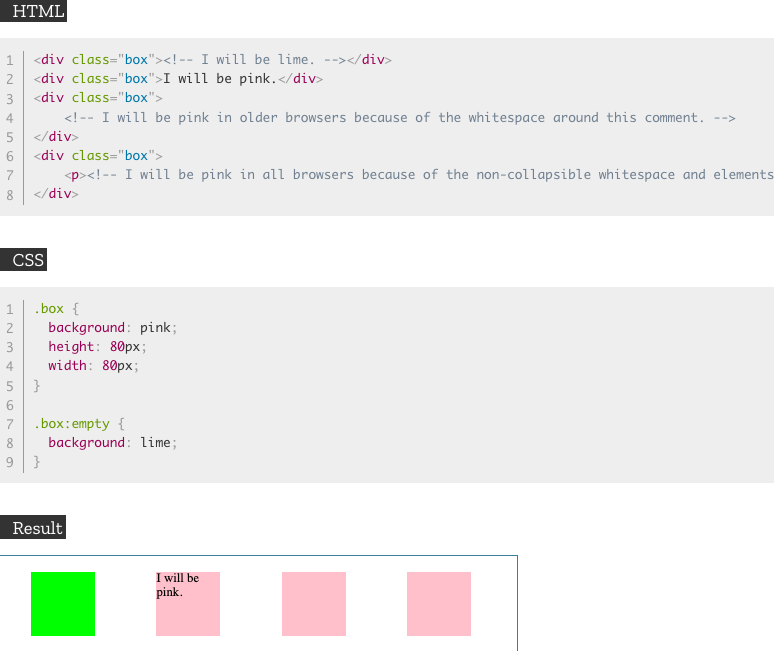 HTML
1 <div class="box"><!-- I will be lime. --></div>
2 <div class="box">I will be pink.</div>
3 <div class="box">
4     <!-- I will be pink in older browsers because of the whitespace around this comment. -->
5 </div>
6 <div class="box">
7     <p><!-- I will be pink in all browsers because of the non-collapsible whitespace and elements
8 </div>
CSS
1 .box {
2   background: pink;
3   height: 80px;
4   width: 80px;
5 }
6
7 .box:empty {
8   background: lime;
9 }
Result
I will be
pink.